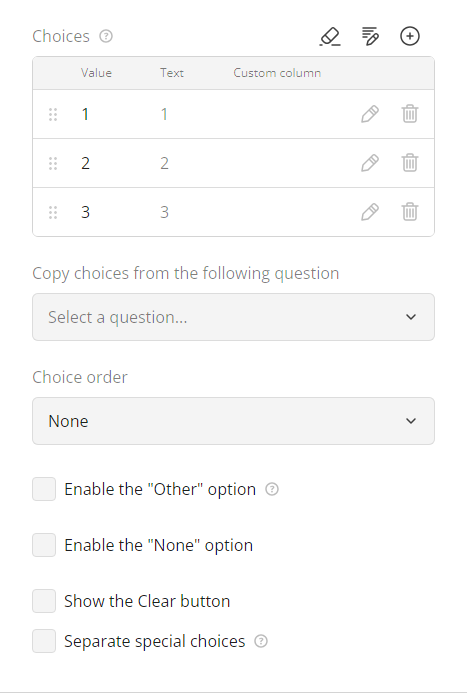 Choices
Value Text Custom column
1 1
2 2
3 3
Copy choices from the following question
Select a question...
Choice order
None
Enable the "Other" option
Enable the "None" option
Show the Clear button
Separate special choices